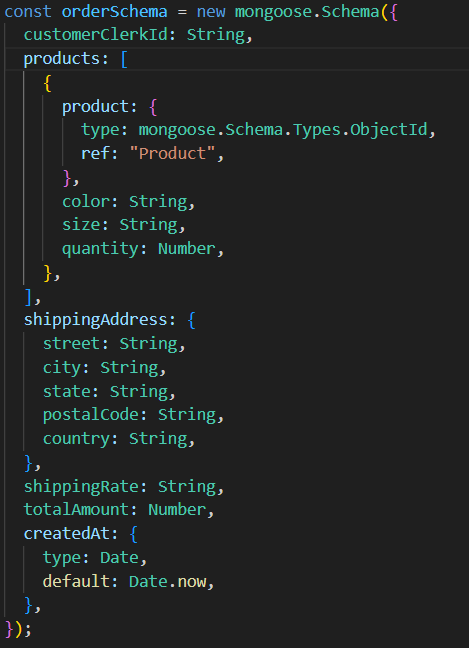 const orderSchema = new mongoose.Schema({
  customerClerkId: String,
  products: [
    {
      product: {
        type: mongoose.Schema.Types.ObjectId,
        ref: "Product",
      },
      color: String,
      size: String,
      quantity: Number,
    },
  ],
  shippingAddress: {
    street: String,
    city: String,
    state: String,
    postalCode: String,
    country: String,
  },
  shippingRate: String,
  totalAmount: Number,
  createdAt: {
    type: Date,
    default: Date.now,
  },
});